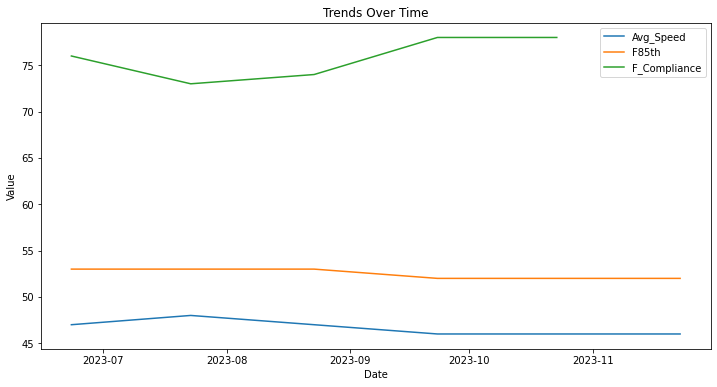 Trends Over Time
Avg_Speed
F85th
F_Compliance
Value
75
70
65
60
55
50
45
2023-07 2023-08 2023-09 2023-10 2023-11
Date